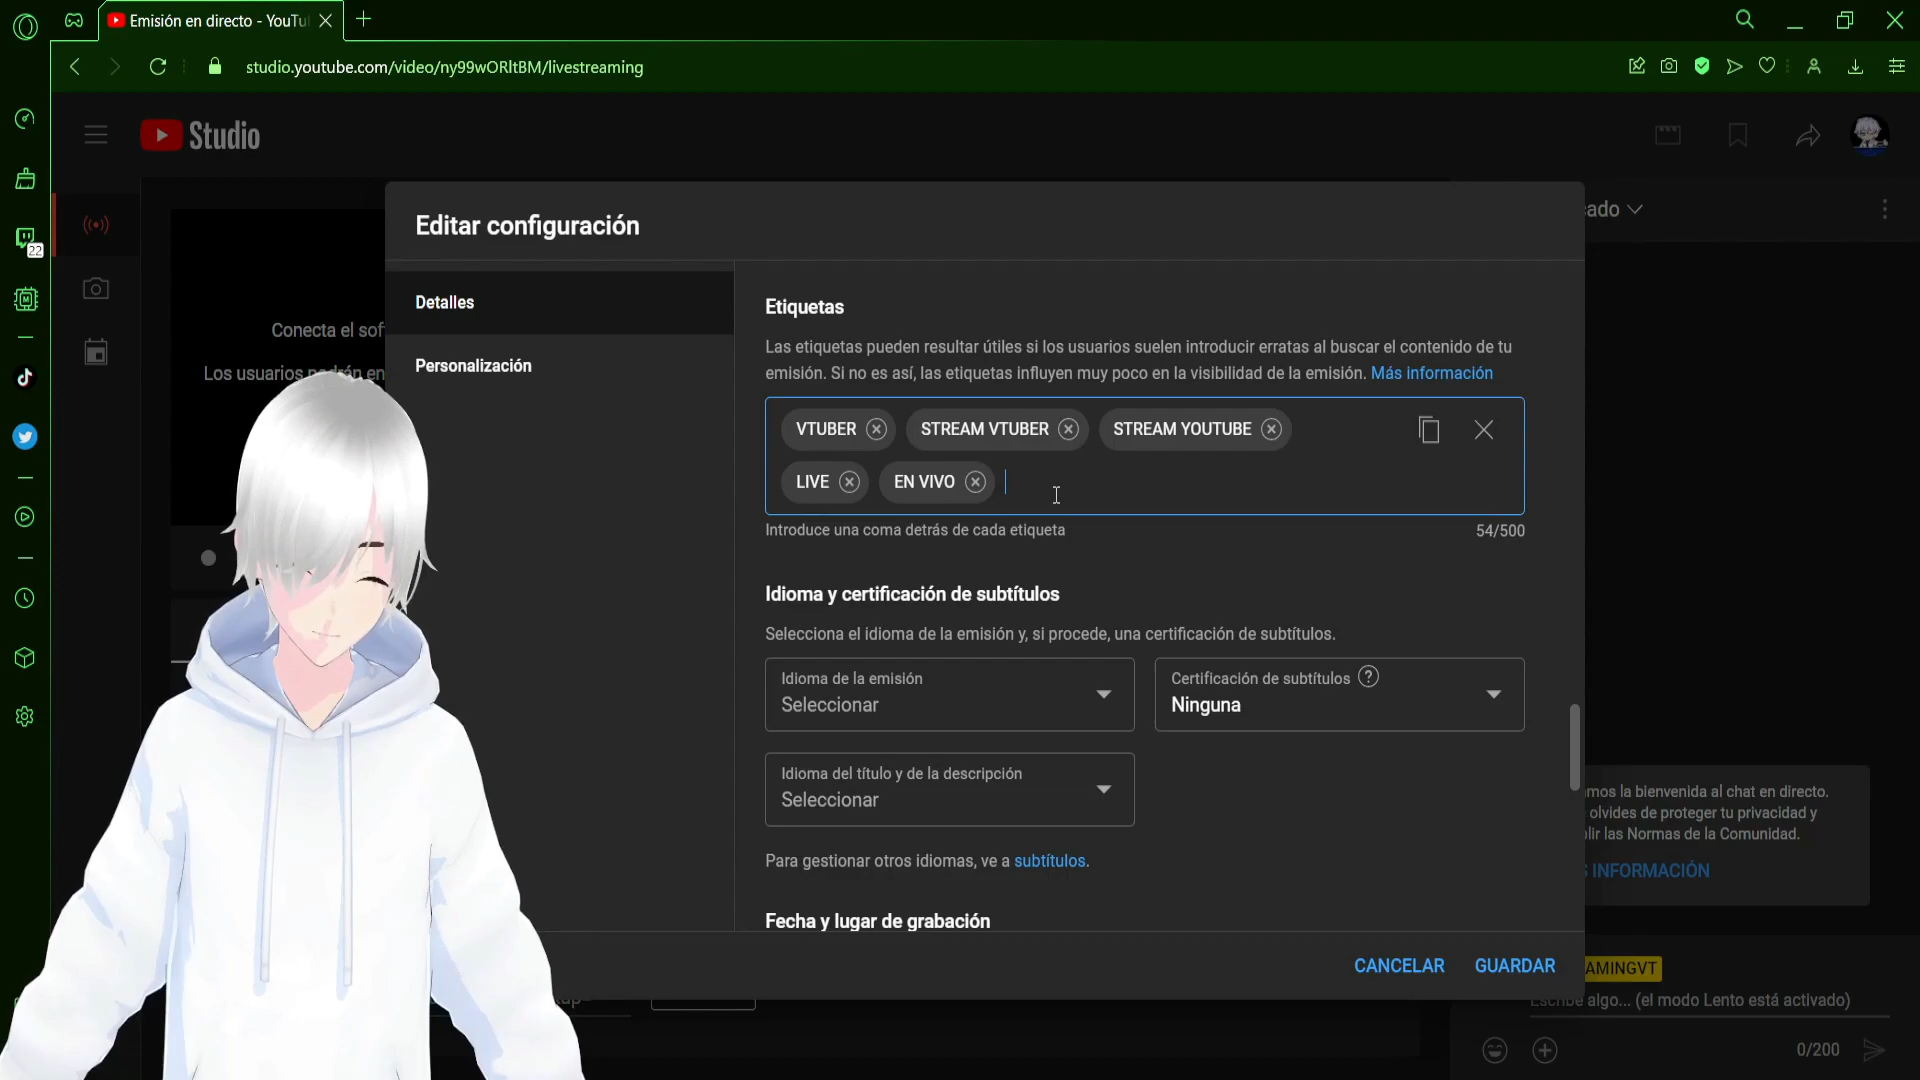 Emisión en directo - YouTu
studio.youtube.com/video/ny99wORltBM/livestreaming
Studio
22
ado
Editar configuración
Detalles
Personalización
Conecta el sof
Los usuarios podrán en
Etiquetas
Las etiquetas pueden resultar útiles si los usuarios suelen introducir erratas al buscar el contenido de tu
emisión. Si no es así, las etiquetas influyen muy poco en la visibilidad de la emisión. Más información
VTUBER
STREAM VTUBER
STREAM YOUTUBE
LIVE
EN VIVO
Introduce una coma detrás de cada etiqueta
54/500
Idioma y certificación de subtítulos
Selecciona el idioma de la emisión y, si procede, una certificación de subtítulos.
Idioma de la emisión
Seleccionar
Certificación de subtítulos
Ninguna
Idioma del título y de la descripción
Seleccionar
Para gestionar otros idiomas, ve a subtítulos.
Fecha y lugar de grabación
CANCELAR
GUARDAR
mos la bienvenida al chat en directo.
olvides de proteger tu privacidad y
lir las Normas de la Comunidad.
INFORMACIÓN
AMINGVT
Escribe algo... (el modo Lento está activado)
0/200